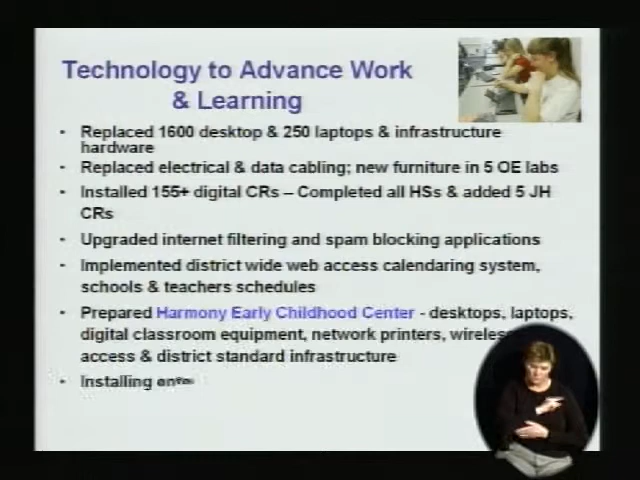 Technology to Advance Work
& Learning
• Replaced 1600 desktop & 250 laptops & infrastructure
hardware
• Replaced electrical & data cabling; new furniture in 5 OE labs
• Installed 155+ digital CRs – Completed all HSs & added 5 JH
CRs
• Upgraded internet filtering and spam blocking applications
• Implemented district wide web access calendaring system,
schools & teachers schedules
• Prepared Harmony Early Childhood Center - desktops, laptops,
digital classroom equipment, network printers, wireless
access & district standard infrastructure
• Installing